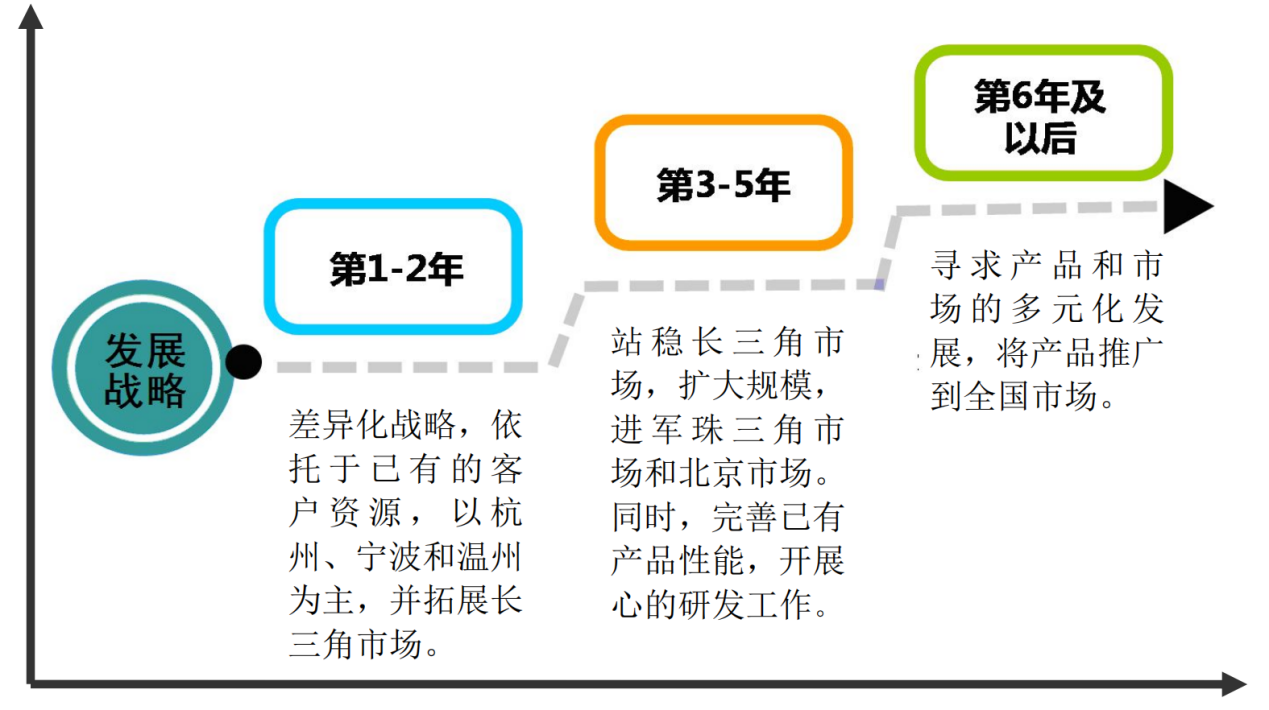 发展
战略
第1-2年
差异化战略，依
托于已有的客
户资源，以杭
州、宁波和温州
为主，并拓展长
三角市场。
第3-5年
站稳长三角市
场，扩大规模，
进军珠三角市
场和北京市场。
同时，完善已有
产品性能，开展
心的研发工作。
第6年及
以后
寻求产品和市
场的多元化发
展，将产品推广
到全国市场。